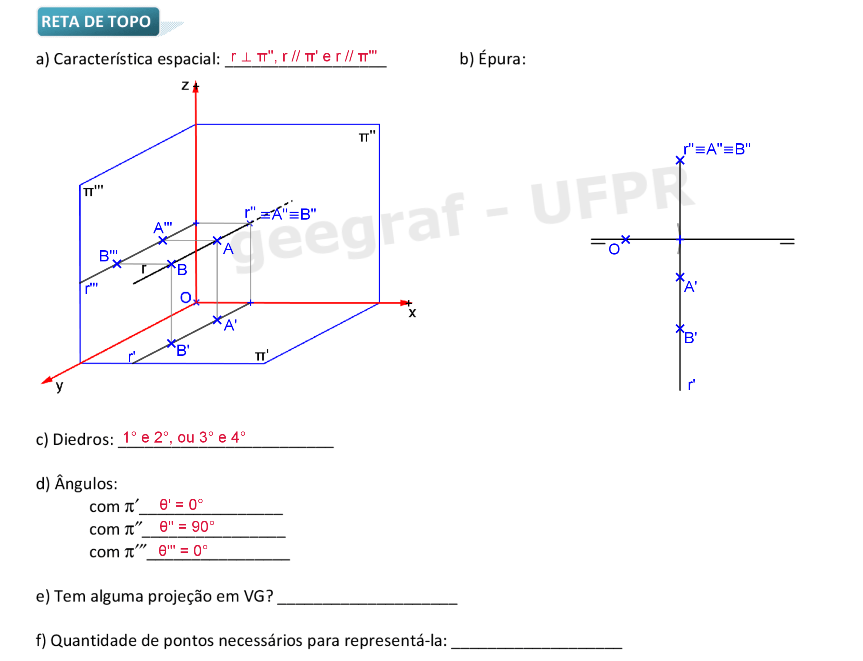 RETA DE TOPO
a) Característica espacial: r ⊥ π'', r // π' e r // π'''
b) Épura:
z
π''
π'''
r'' ≡A''≡B''
A'''
A
B'''
B
r
r'''
O
x
A'
B'
r'
π'
y
r''≡A''≡B''
O
A'
B'
r'
geegraf - UFPR
c) Diedros: 1° e 2°, ou 3° e 4°
d) Ângulos:
com π′ θ' = 0°
com π″ θ'' = 90°
com π‴ θ''' = 0°
e) Tem alguma projeção em VG? ____________________
f) Quantidade de pontos necessários para representá-la: ___________________